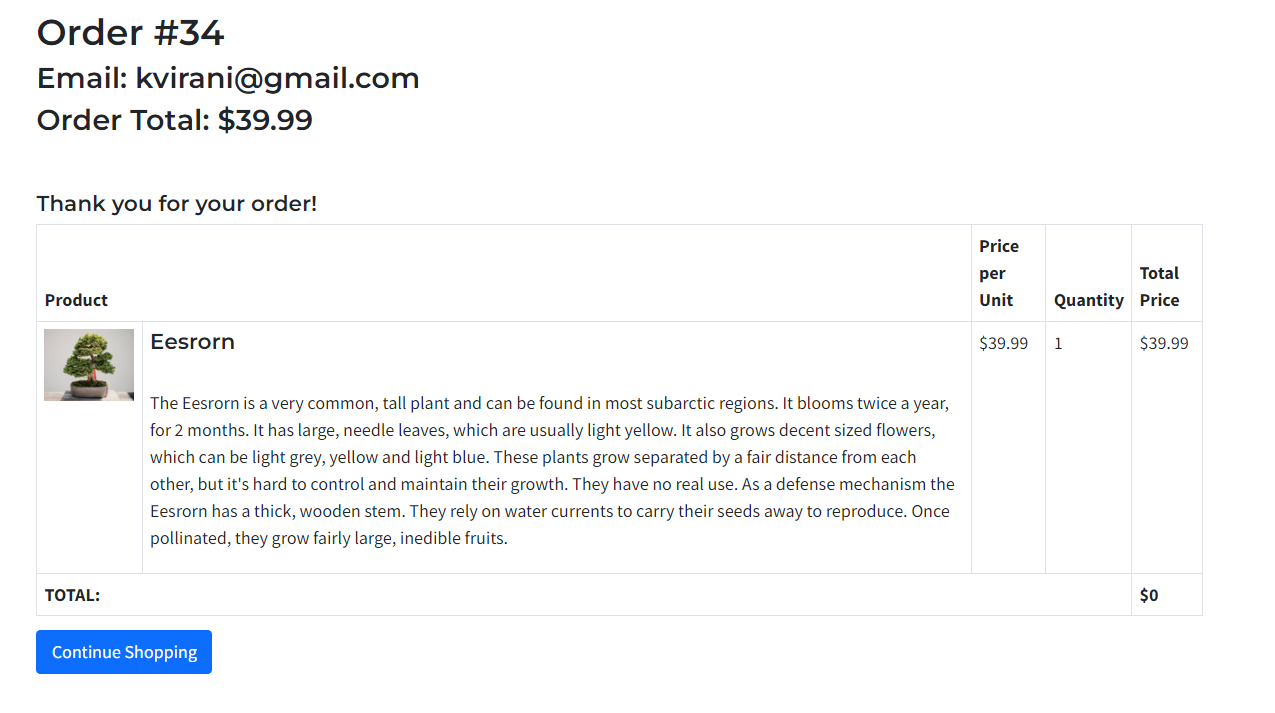 Order #34
Email: kvirani@gmail.com
Order Total: $39.99
Thank you for your order!
Product
Price per Unit
Quantity
Total Price
Eesrorn
$39.99
1
$39.99
The Eesrorn is a very common, tall plant and can be found in most subarctic regions. It blooms twice a year,
for 2 months. It has large, needle leaves, which are usually light yellow. It also grows decent sized flowers,
which can be light grey, yellow and light blue. These plants grow separated by a fair distance from each
other, but it's hard to control and maintain their growth. They have no real use. As a defense mechanism the
Eesrorn has a thick, wooden stem. They rely on water currents to carry their seeds away to reproduce. Once
pollinated, they grow fairly large, inedible fruits.
TOTAL:
$0
Continue Shopping